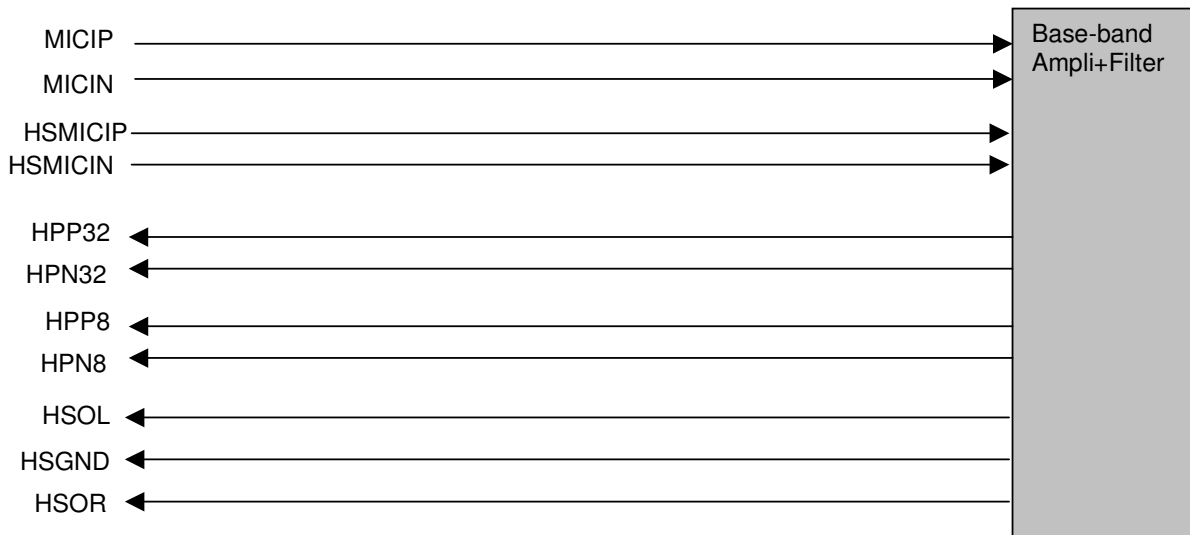 MICIP
MICIN
HSMICIP
HSMICIN
HPP32
HPN32
HPP8
HPN8
HSOL
HSGND
HSOR
Base-band
Ampli+Filter